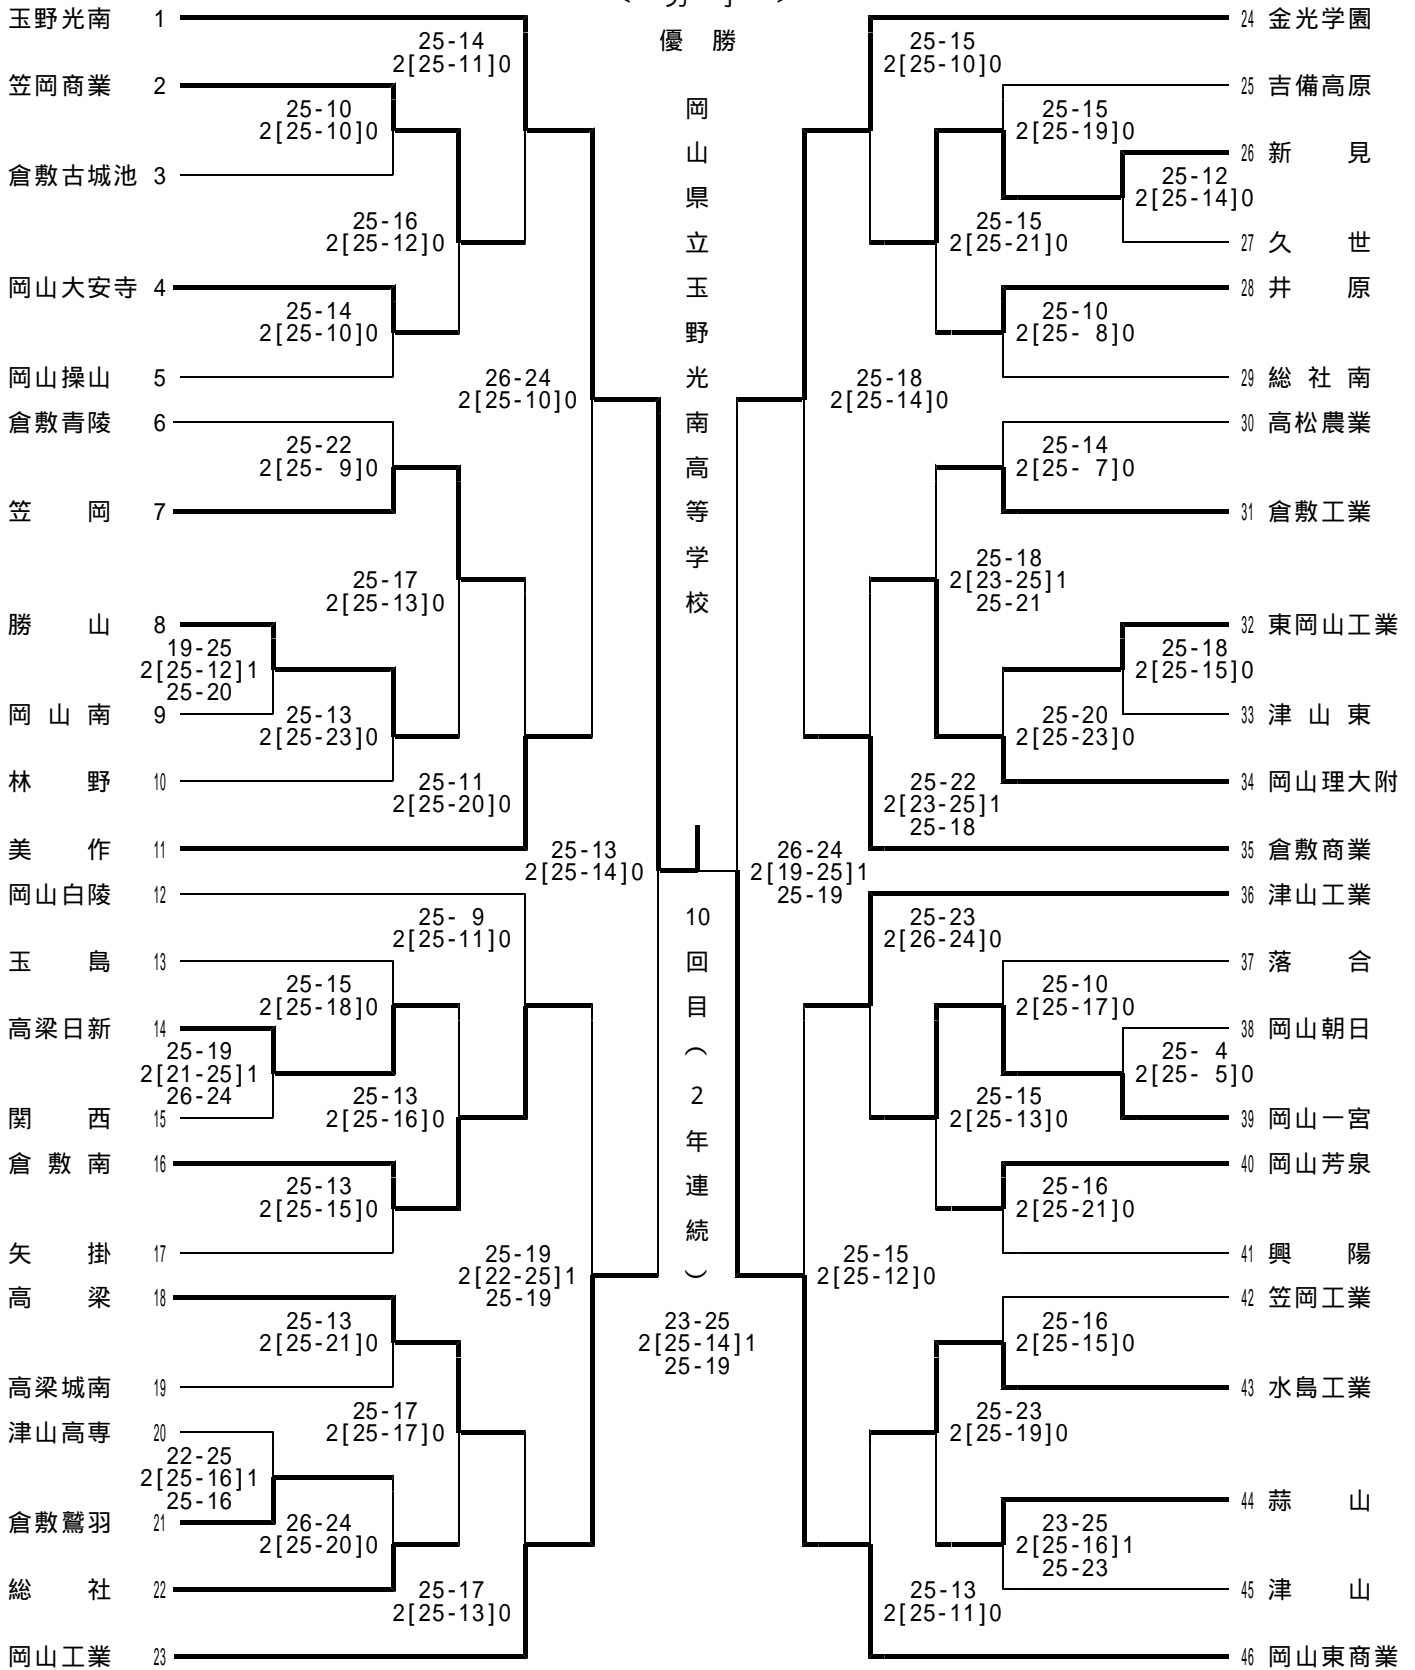 優 勝
岡山県立玉野光南高等学校
10回目（2年連続）
玉野光南 1
笠岡商業 2
倉敷古城池 3
岡山大安寺 4
岡山操山 5
倉敷青陵 6
笠 岡 7
勝 山 8
岡山南 9
林 野 10
美 作 11
岡山白陵 12
玉 島 13
高梁日新 14
関 西 15
倉敷南 16
矢 掛 17
高 梁 18
高梁城南 19
津山高専 20
倉敷鷲羽 21
総 社 22
岡山工業 23
25-14
2[25-11]0
25-10
2[25-10]0
25-16
2[25-12]0
25-14
2[25-10]0
26-24
2[25-10]0
25-22
2[25- 9]0
25-17
2[25-13]0
19-25
2[25-12]1
25-20
25-13
2[25-23]0
25-11
2[25-20]0
25-13
2[25-14]0
25- 9
2[25-11]0
25-15
2[25-18]0
25-19
2[21-25]1
26-24
25-13
2[25-16]0
25-13
2[25-15]0
25-19
2[22-25]1
25-19
25-13
2[25-21]0
25-17
2[25-17]0
22-25
2[25-16]1
25-16
26-24
2[25-20]0
25-17
2[25-13]0
23-25
2[25-14]1
25-19
24 金光学園
25 吉備高原
26 新 見
27 久 世
28 井 原
29 総社南
30 高松農業
31 倉敷工業
32 東岡山工業
33 津山東
34 岡山理大附
35 倉敷商業
36 津山工業
37 落 合
38 岡山朝日
39 岡山一宮
40 岡山芳泉
41 興 陽
42 笠岡工業
43 水島工業
44 蒜 山
45 津 山
46 岡山東商業
25-15
2[25-10]0
25-15
2[25-19]0
25-12
2[25-14]0
25-15
2[25-21]0
25-10
2[25- 8]0
25-18
2[25-14]0
25-14
2[25- 7]0
25-18
2[23-25]1
25-21
25-18
2[25-15]0
25-20
2[25-23]0
25-22
2[23-25]1
25-18
26-24
2[19-25]1
25-19
25-23
2[26-24]0
25-10
2[25-17]0
25- 4
2[25- 5]0
25-15
2[25-13]0
25-16
2[25-21]0
25-15
2[25-12]0
25-16
2[25-15]0
25-23
2[25-19]0
23-25
2[25-16]1
25-23
25-13
2[25-11]0